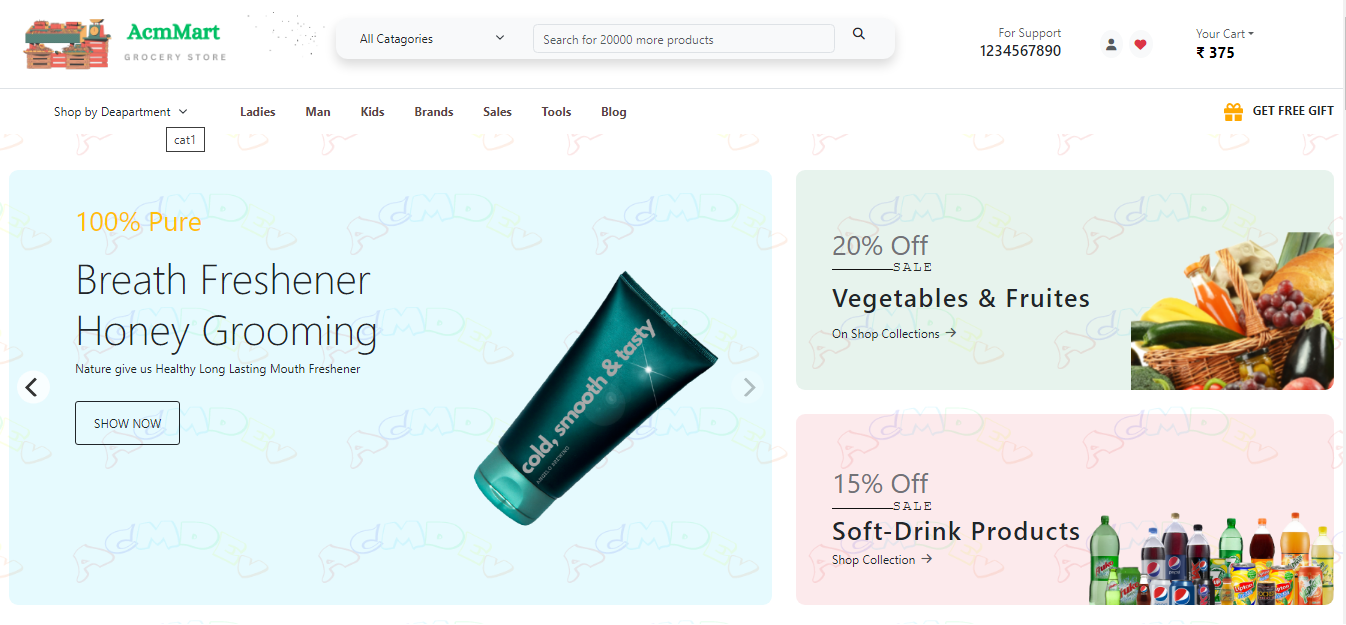 AcmMart
GROCERY STORE
All Catagories
Search for 20000 more products
For Support
1234567890
Your Cart
₹ 375
Shop by Deapartment
Ladies
Man
Kids
Brands
Sales
Tools
Blog
GET FREE GIFT
cat1
100% Pure
Breath Freshener
Honey Grooming
Nature give us Healthy Long Lasting Mouth Freshener
SHOW NOW
cold, smooth & tasty
20% Off
SALE
Vegetables & Fruites
On Shop Collections
15% Off
SALE
Soft-Drink Products
Shop Collection